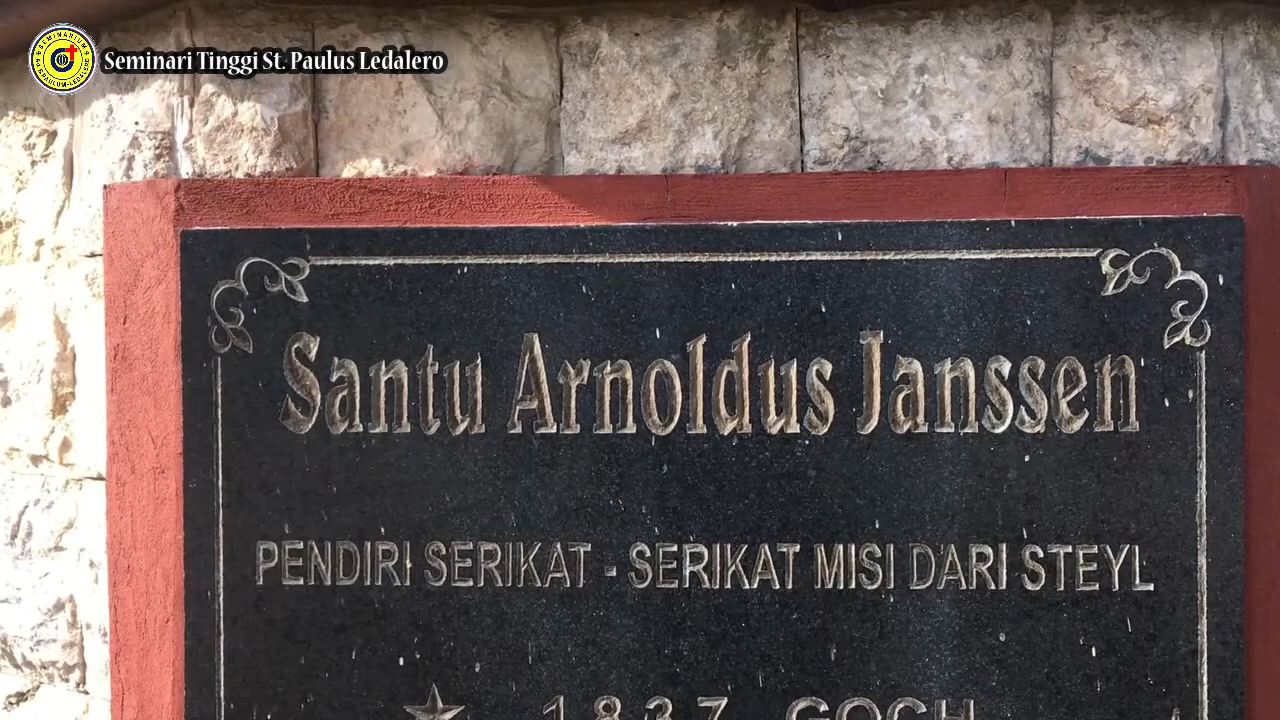 Seminari Tinggi St. Paulus Ledalero
Santu Arnoldus Janssen
PENDIRI SERIKAT - SERIKAT MISI DARI STEYL
1837 GOCH